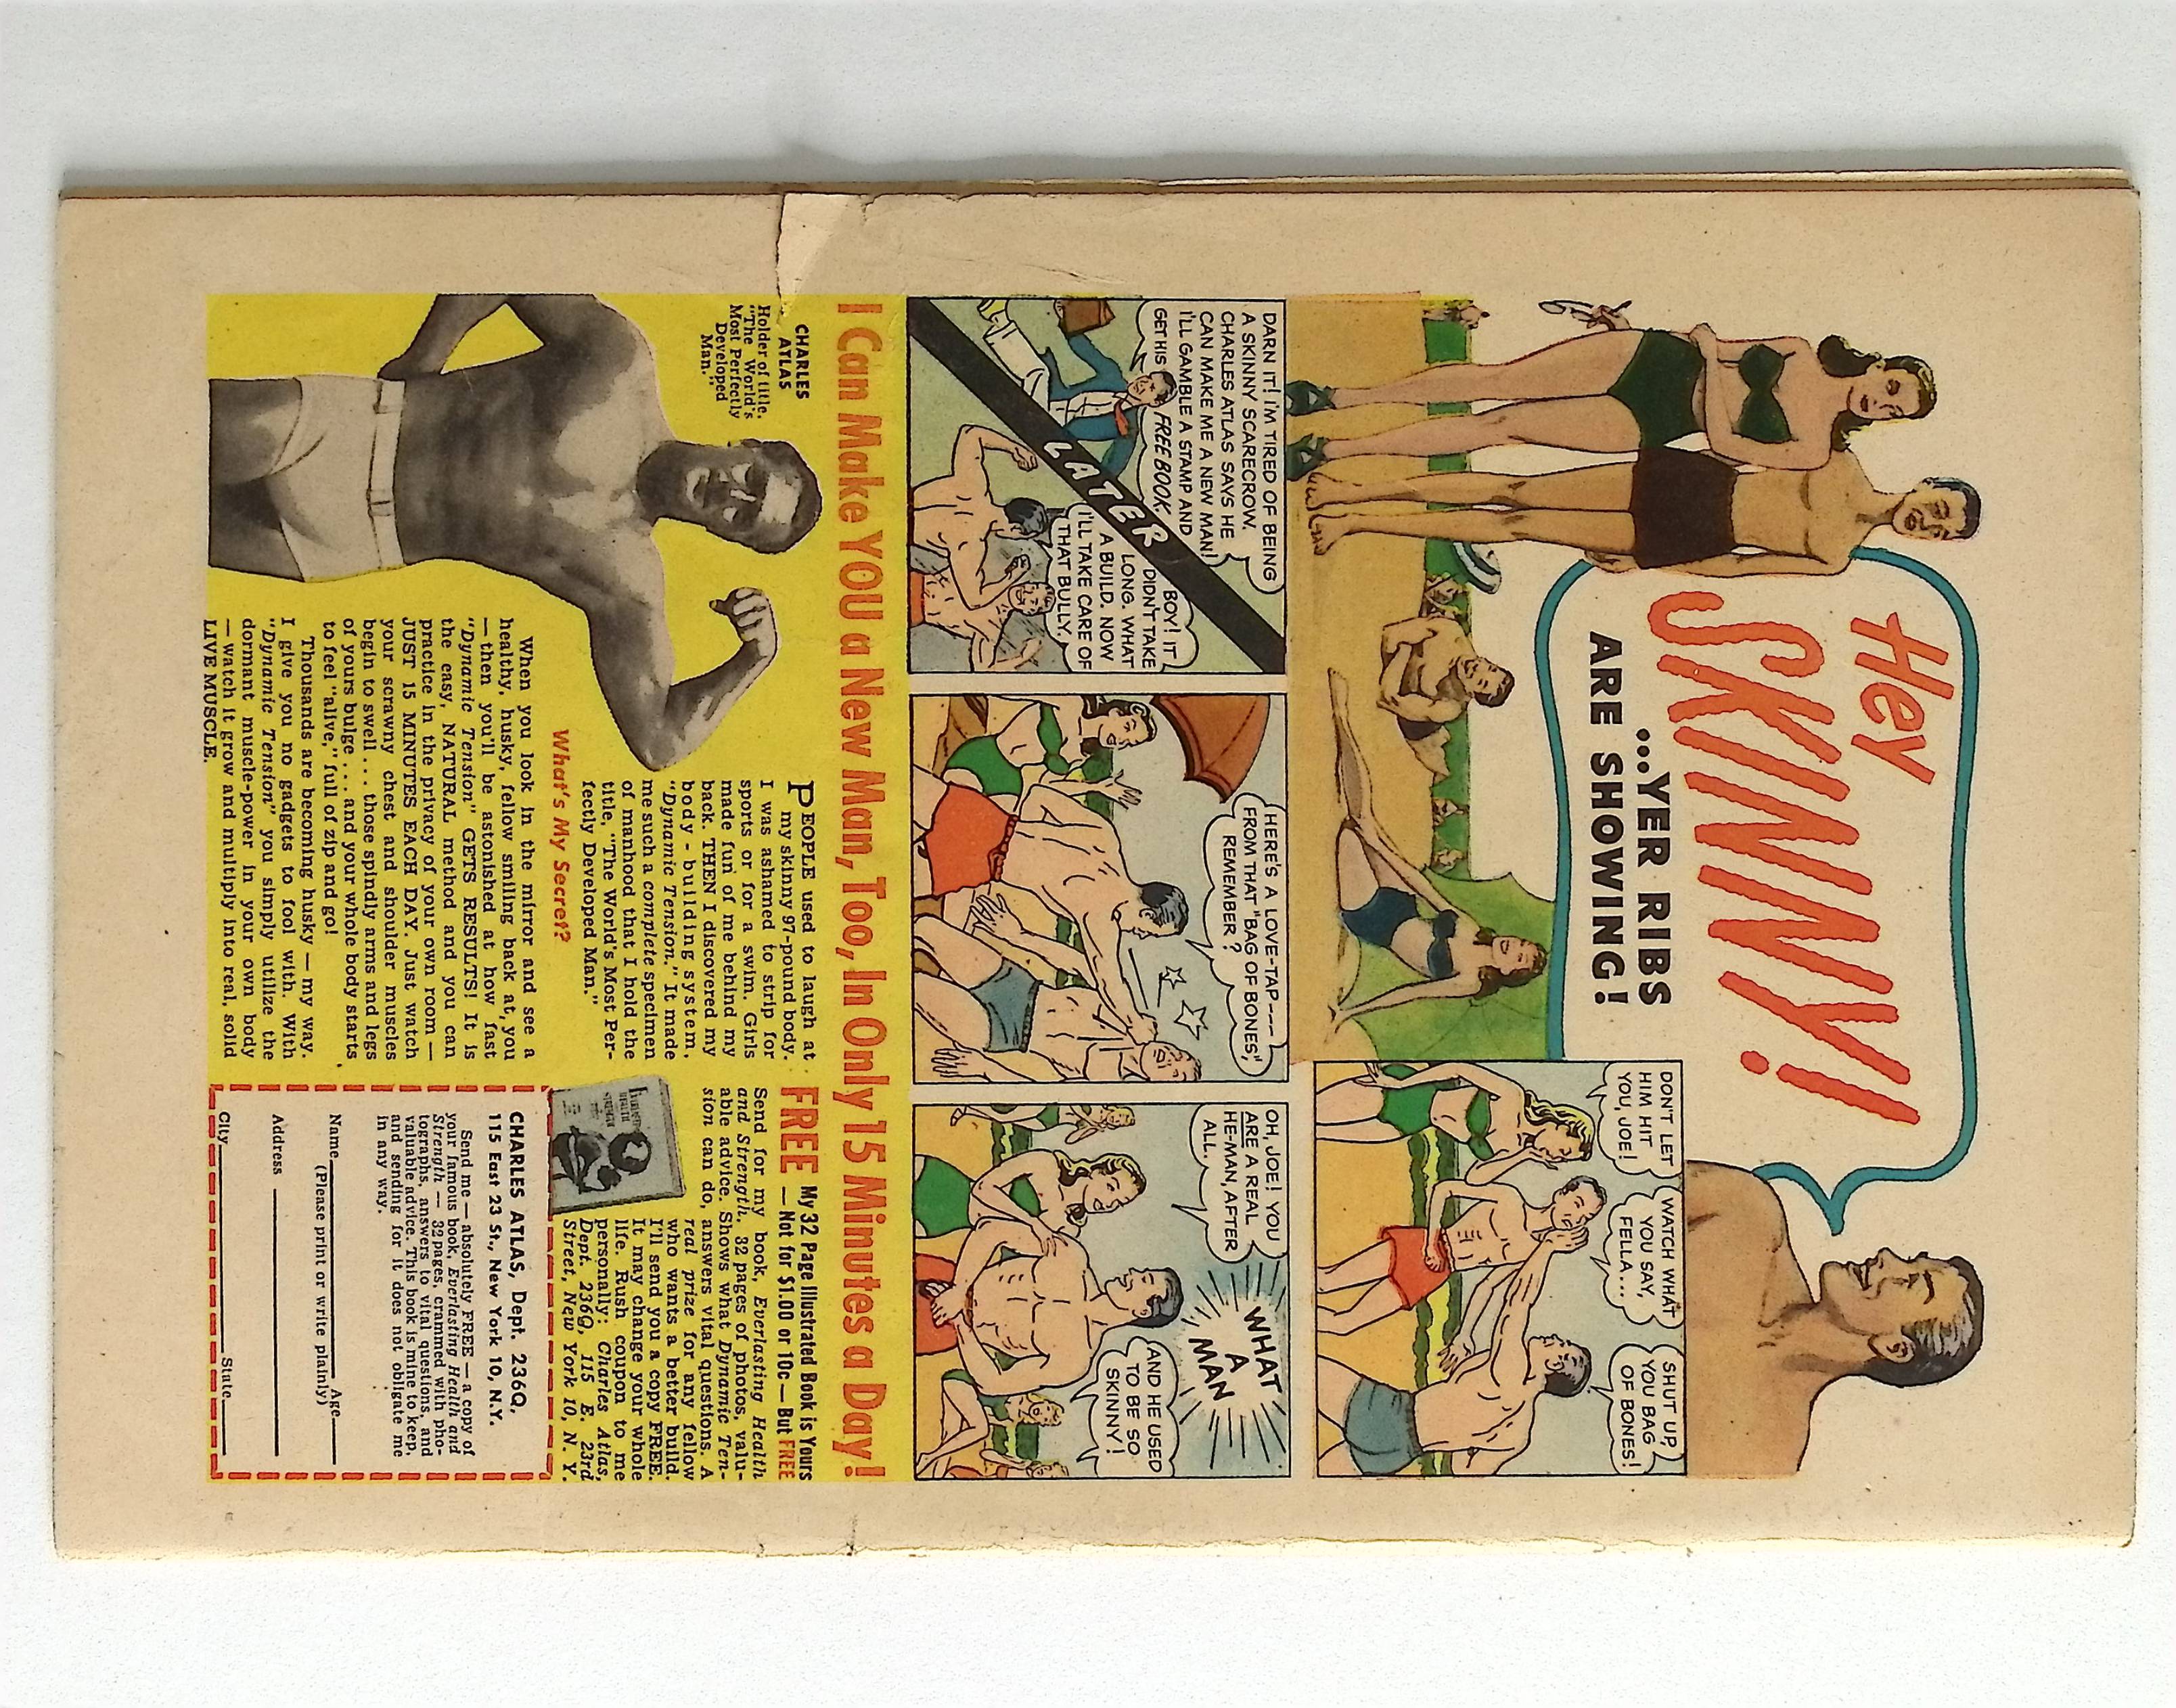 Hey
SKINNY!
...YER RIBS
ARE SHOWING!
DON'T LET
HIM HIT
YOU, JOE!
WATCH WHAT
YOU SAY,
FELLA...
SHUT UP,
YOU BAG
OF BONES!
DARN IT! I'M TIRED OF BEING
A SKINNY SCARECROW.
CHARLES ATLAS SAYS HE
CAN MAKE ME A NEW MAN!
I'LL GAMBLE A STAMP AND
GET HIS FREE BOOK.
LATER
BOY! IT
DIDN'T TAKE
LONG. WHAT
A BUILD. NOW
I'LL TAKE CARE OF
THAT BULLY.
HERE'S A LOVE-TAP----
FROM THAT "BAG OF BONES,"
REMEMBER?
OH, JOE! YOU
ARE A REAL
HE-MAN, AFTER
ALL.
WHAT
A
MAN
AND HE USED
TO BE SO
SKINNY!
I Can Make YOU a New Man, Too, In Only 15 Minutes a Day!
CHARLES
ATLAS
Holder of title,
"The World's
Most Perfectly
Developed
Man."
PEOPLE used to laugh at
my skinny 97-pound body.
I was ashamed to strip for
sports or for a swim. Girls
made fun of me behind my
back. THEN I discovered my
body-building system,
"Dynamic Tension." It made
me such a complete specimen
of manhood that I hold the
title, "The World's Most Per-
fectly Developed Man."
What's My Secret?
When you look in the mirror and see a
healthy, husky, fellow smiling back at you
— then you'll be astonished at how fast
"Dynamic Tension" GETS RESULTS! It is
the easy, NATURAL method and you can
practice in the privacy of your own room —
JUST 15 MINUTES EACH DAY. Just watch
your scrawny chest and shoulder muscles
begin to swell . . . those spindly arms and legs
of yours bulge . . . and your whole body starts
to feel "alive," full of zip and go!
Thousands are becoming husky — my way.
I give you no gadgets to fool with. With
"Dynamic Tension" you simply utilize the
dormant muscle-power in your own body
— watch it grow and multiply into real, solid
LIVE MUSCLE.
FREE — My 32 Page Illustrated Book is Yours
— Not for $1.00 or 10c — But FREE
Send for my book, Everlasting Health
and Strength. 32 pages of photos, valu-
able advice. Shows what Dynamic Ten-
sion can do, answers vital questions. A
real prize for any fellow
who wants a better build.
I'll send you a copy FREE.
It may change your whole
life. Rush coupon to me
personally: Charles Atlas,
Dept. 236Q, 115 E. 23rd
Street, New York 10, N. Y.
CHARLES ATLAS, Dept. 236Q,
115 East 23 St., New York 10, N.Y.
Send me — absolutely FREE — a copy of
your famous book, Everlasting Health and
Strength — 32 pages, crammed with pho-
tographs, answers to vital questions, and
valuable advice. This book is mine to keep,
and sending for it does not obligate me
in any way.
Name Age
(Please print or write plainly)
Address
City State